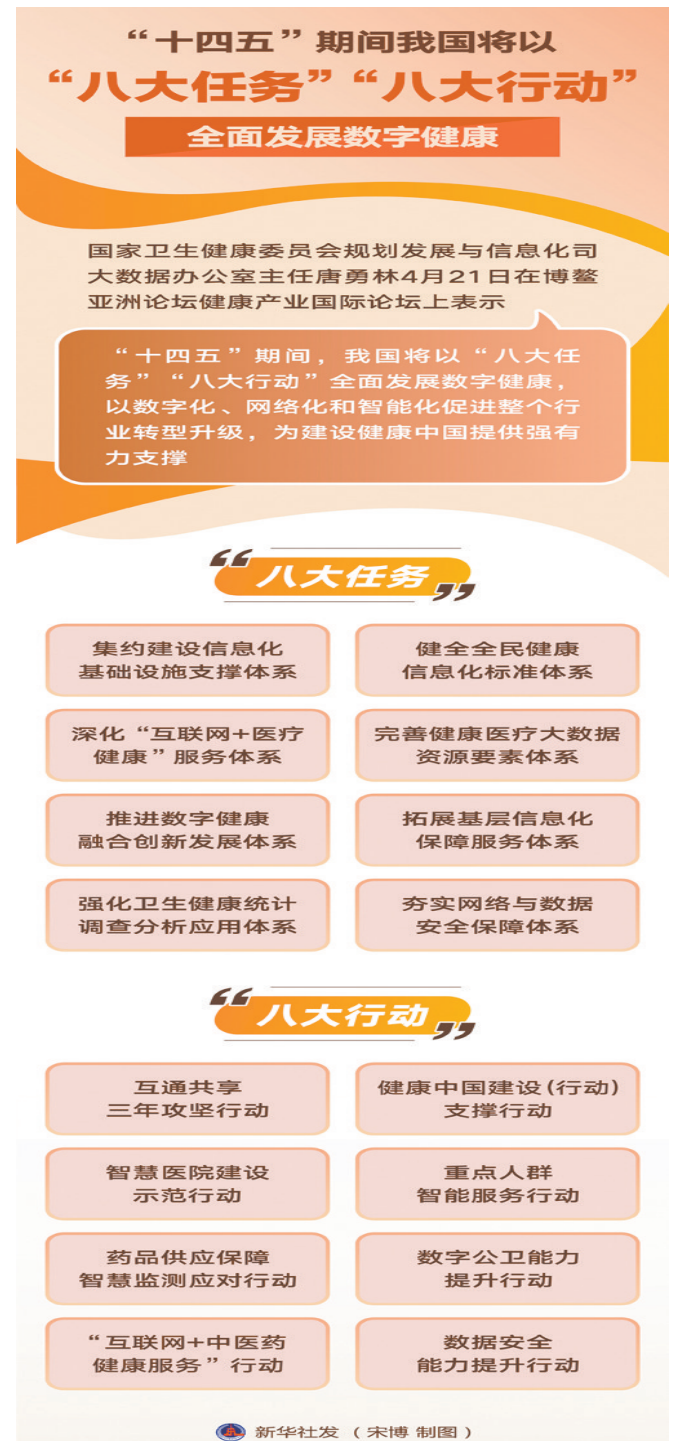 “十四五”期间我国将以
“八大任务”“八大行动”
全面发展数字健康
国家卫生健康委员会规划发展与信息化司
大数据办公室主任唐勇林4月21日在博鳌
亚洲论坛健康产业国际论坛上表示
“十四五”期间，我国将以“八大任
务”“八大行动”全面发展数字健康，
以数字化、网络化和智能化促进整个行
业转型升级，为建设健康中国提供强有
力支撑
八大任务
集约建设信息化
基础设施支撑体系
健全全民健康
信息化标准体系
深化“互联网+医疗
健康”服务体系
完善健康医疗大数据
资源要素体系
推进数字健康
融合创新发展体系
拓展基层信息化
保障服务体系
强化卫生健康统计
调查分析应用体系
夯实网络与数据
安全保障体系
八大行动
互通共享
三年攻坚行动
健康中国建设(行动)
支撑行动
智慧医院建设
示范行动
重点人群
智能服务行动
药品供应保障
智慧监测应对行动
数字公卫能力
提升行动
“互联网+中医药
健康服务”行动
数据安全
能力提升行动
新华社发（宋博 制图）